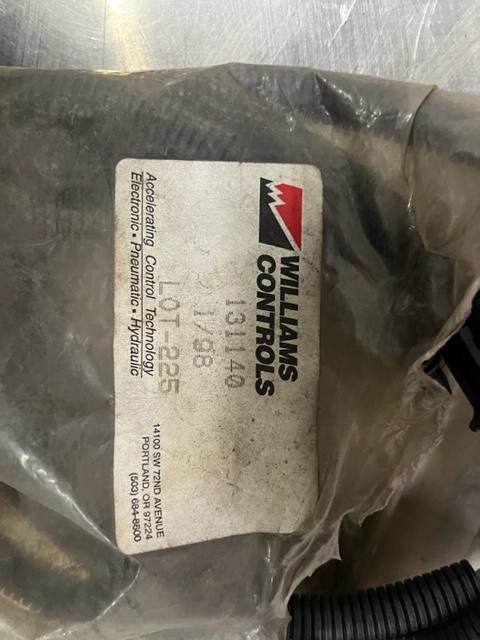 WILLIAMS
CONTROLS
131140
1/98
LOT-225
Accelerating Control Technology
Electronic • Pneumatic • Hydraulic
14100 SW 72ND AVENUE
PORTLAND, OR 97224
(503) 684-8600